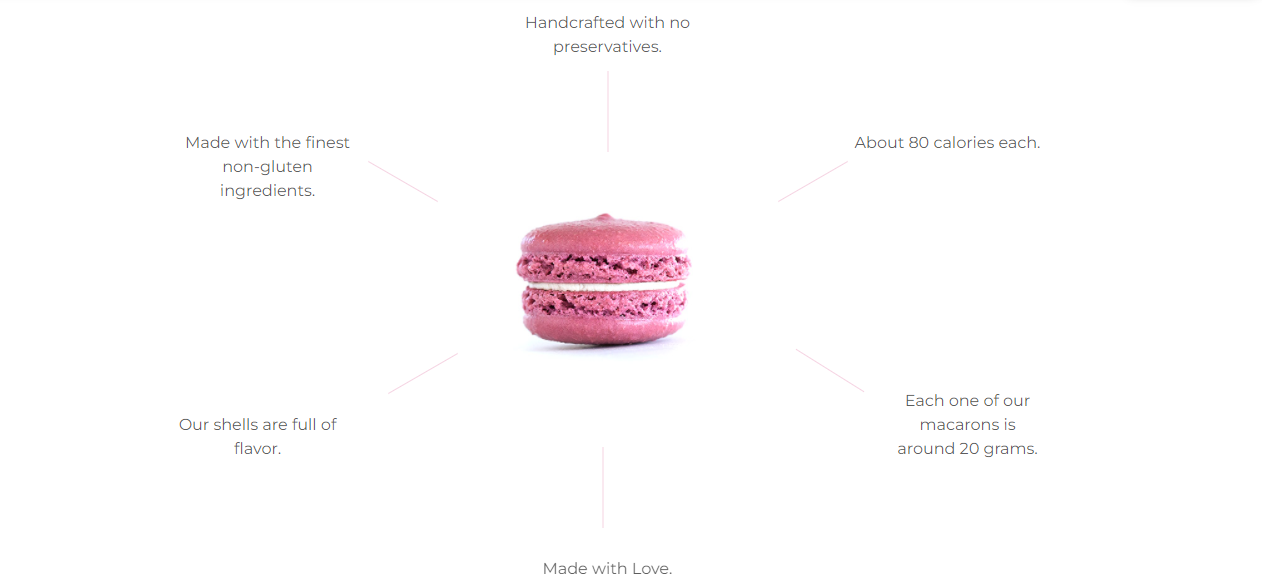 Handcrafted with no
preservatives.
Made with the finest
non-gluten
ingredients.
About 80 calories each.
Our shells are full of
flavor.
Each one of our
macarons is
around 20 grams.
Made with Love.